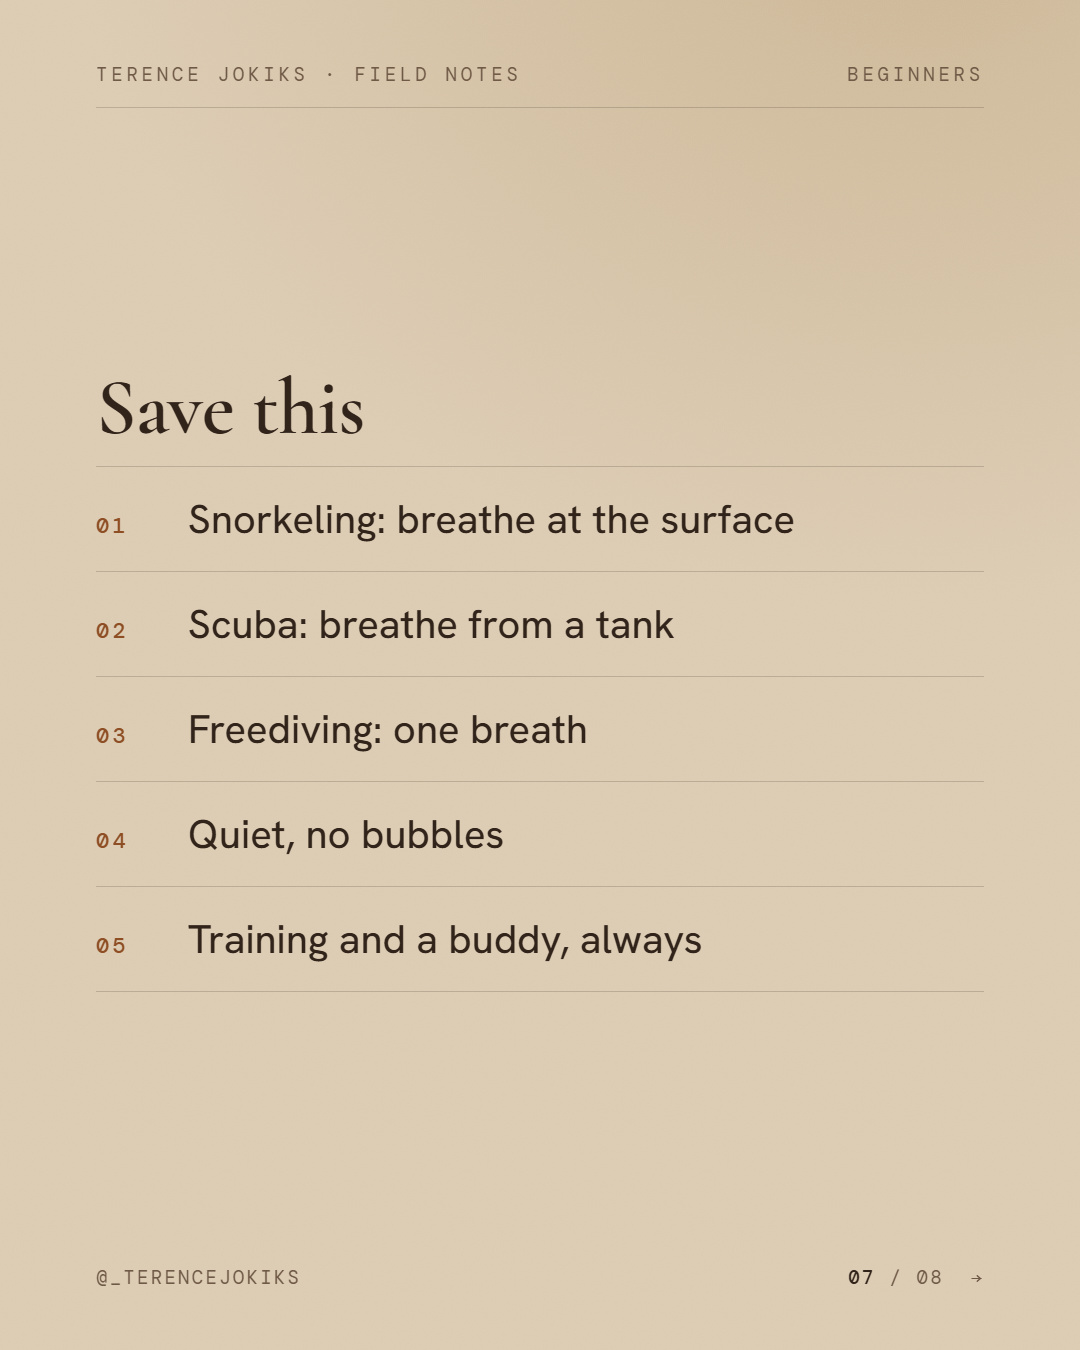 TERENCE JOKIKS · FIELD NOTES
BEGINNERS
Save this
01 Snorkeling: breathe at the surface
02 Scuba: breathe from a tank
03 Freediving: one breath
04 Quiet, no bubbles
05 Training and a buddy, always
@_TERENCEJOKIKS
07 / 08 →